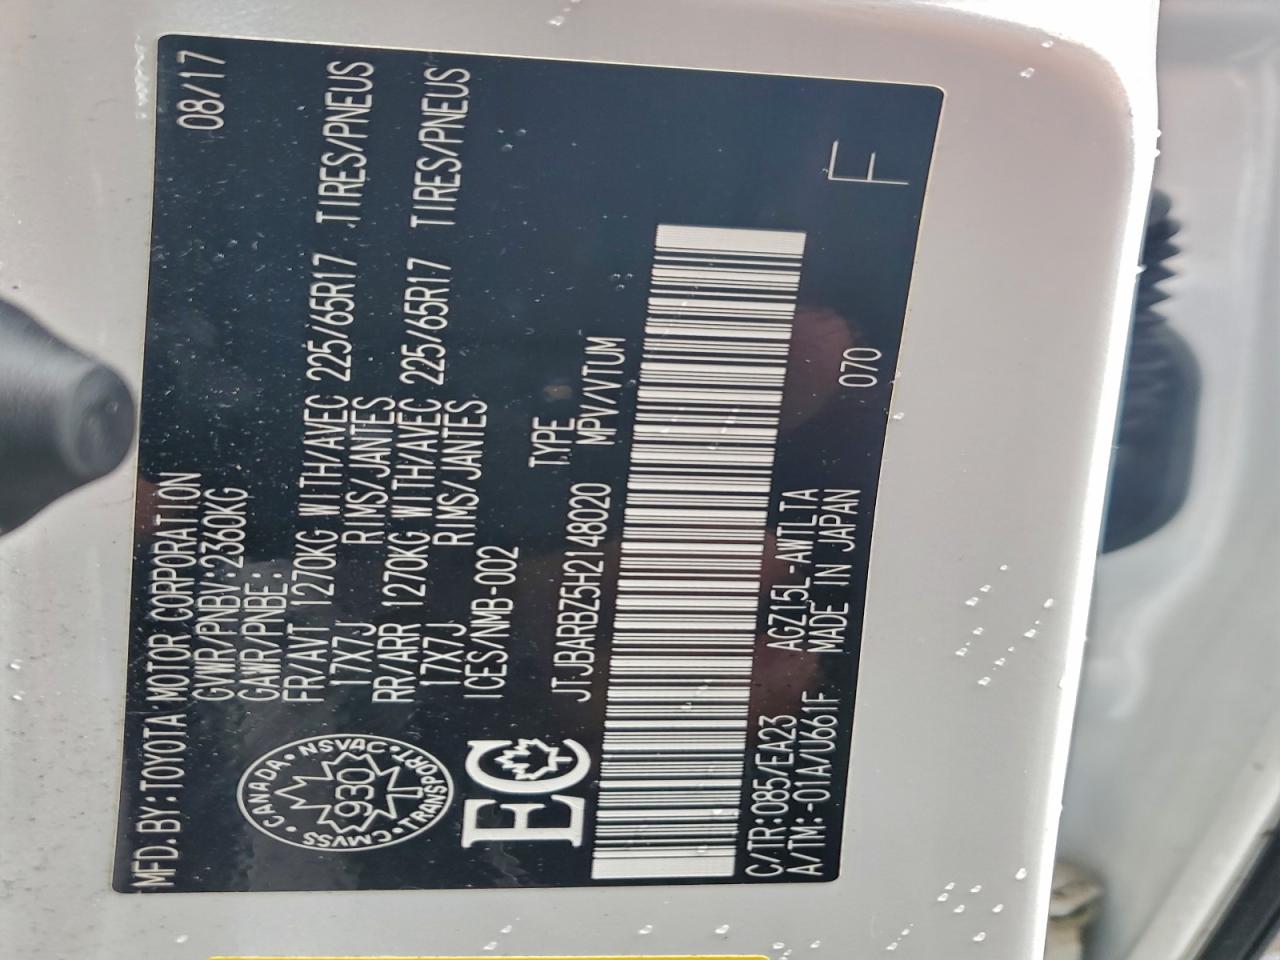 MFD. BY: TOYOTA MOTOR CORPORATION 08/17
GVWR/PNBV: 2360KG
GAWR/PNBE:
FR/AVT 1270KG WITH/AVEC 225/65R17 TIRES/PNEUS
17X7J RIMS/JANTES
RR/ARR 1270KG WITH/AVEC 225/65R17 TIRES/PNEUS
17X7J RIMS/JANTES
ICES/NMB-002
CANADA • NSVAC • TRANSPORT • CMVSS •
930
T
EC
TYPE
JTJBARBZ5H2148020 MPV/VTUM
C/TR: 085/EA23 AGZ15L-AWTLTA
A/TM: -01A/U661F MADE IN JAPAN 070 F